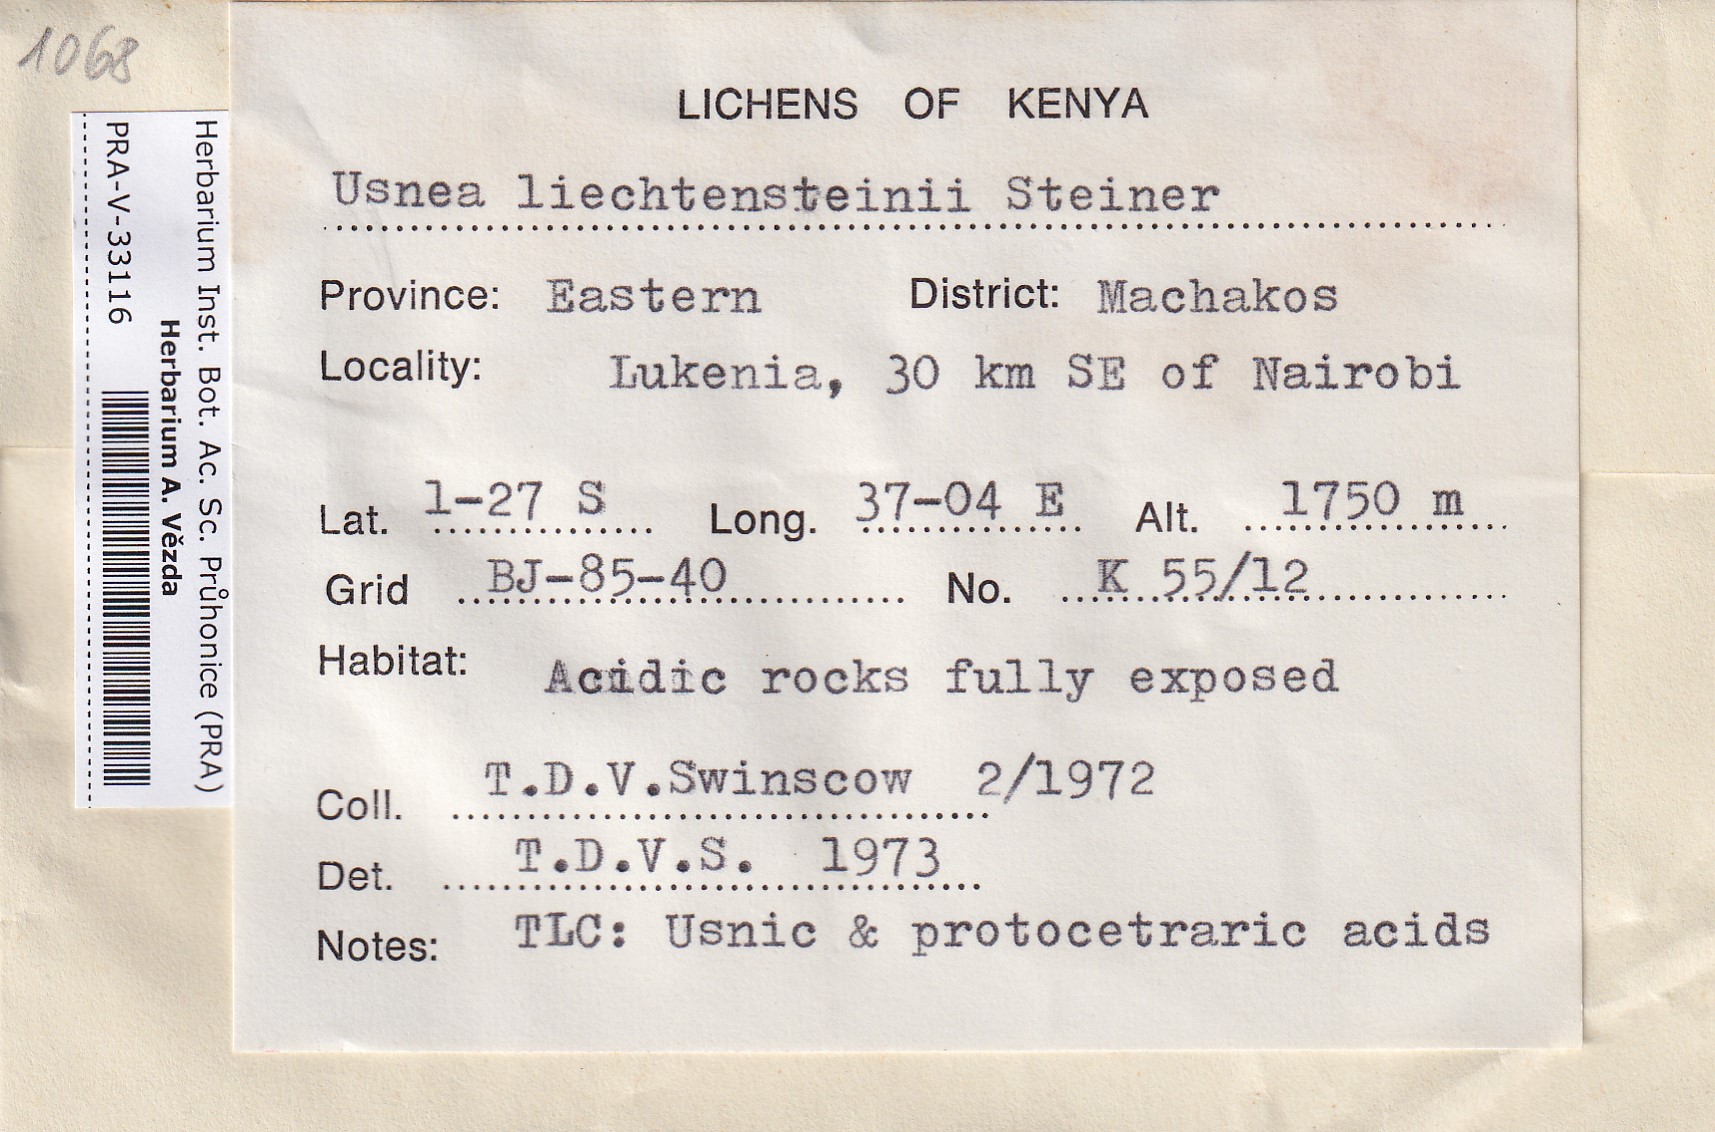 1068
Herbarium Inst. Bot. Ac. Sc. Průhonice (PRA)
Herbarium A. Vězda
PRA-V-33116
LICHENS OF KENYA
Usnea liechtensteinii Steiner
Province: Eastern District: Machakos
Locality: Lukenia, 30 km SE of Nairobi
Lat. 1-27 S Long. 37-04 E Alt. 1750 m
Grid BJ-85-40 No. K 55/12
Habitat: Acidic rocks fully exposed
Coll. T.D.V.Swinscow 2/1972
Det. T.D.V.S. 1973
Notes: TLC: Usnic & protocetraric acids